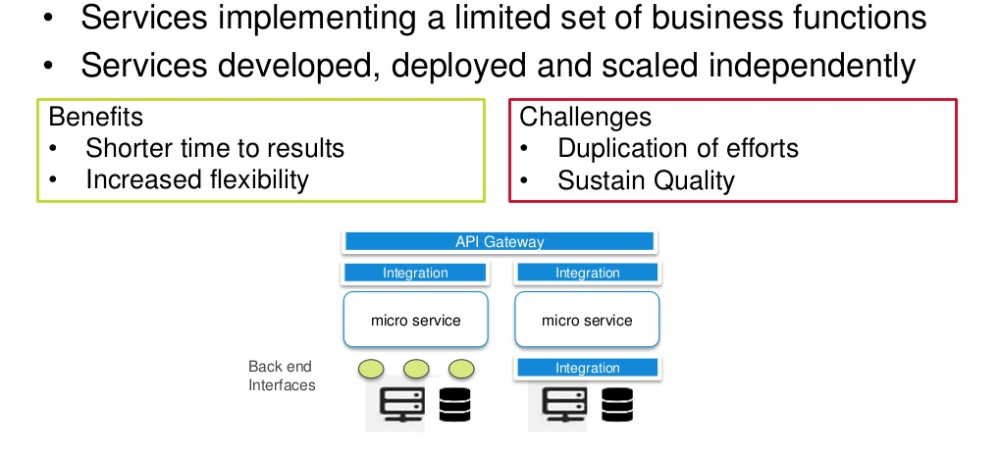 • Services implementing a limited set of business functions
• Services developed, deployed and scaled independently
Benefits
• Shorter time to results
• Increased flexibility
Challenges
• Duplication of efforts
• Sustain Quality
API Gateway
Integration
Integration
micro service
micro service
Back end
Interfaces
Integration